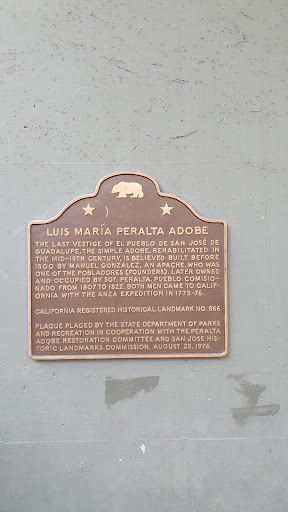 LUIS MARÍA PERALTA ADOBE
THE LAST VESTIGE OF EL PUEBLO DE SAN JOSÉ DE
GUADALUPE, THE SIMPLE ADOBE, REHABILITATED IN
THE MID-19TH CENTURY, IS BELIEVED BUILT BEFORE
1800 BY MANUEL GONZALEZ, AN APACHE, WHO WAS
ONE OF THE POBLADORES (FOUNDERS). LATER OWNED
AND OCCUPIED BY SGT. PERALTA, PUEBLO COMISIO-
NADO FROM 1807 TO 1822. BOTH MEN CAME TO CALI-
FORNIA WITH THE ANZA EXPEDITION IN 1775-76.
CALIFORNIA REGISTERED HISTORICAL LANDMARK NO. 866
PLAQUE PLACED BY THE STATE DEPARTMENT OF PARKS
AND RECREATION IN COOPERATION WITH THE PERALTA
ADOBE RESTORATION COMMITTEE AND SAN JOSE HIS-
TORIC LANDMARKS COMMISSION, AUGUST 25, 1976.